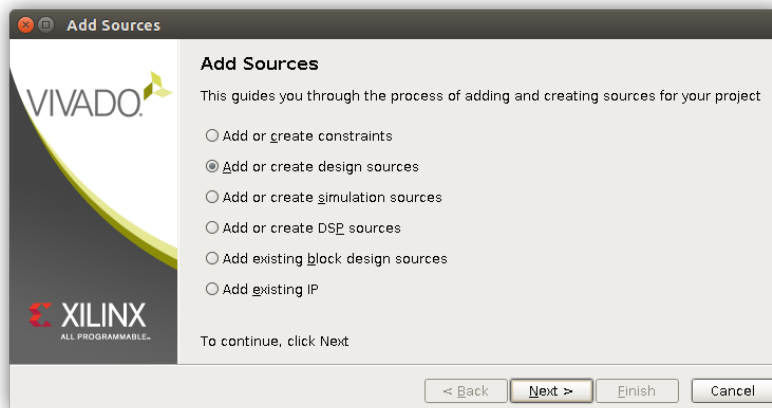 Add Sources
VIVADO.
Add Sources
This guides you through the process of adding and creating sources for your project
Add or create constraints
Add or create design sources
Add or create simulation sources
Add or create DSP sources
Add existing block design sources
Add existing IP
XILINX
ALL PROGRAMMABLE™
To continue, click Next
< Back
Next >
Finish
Cancel